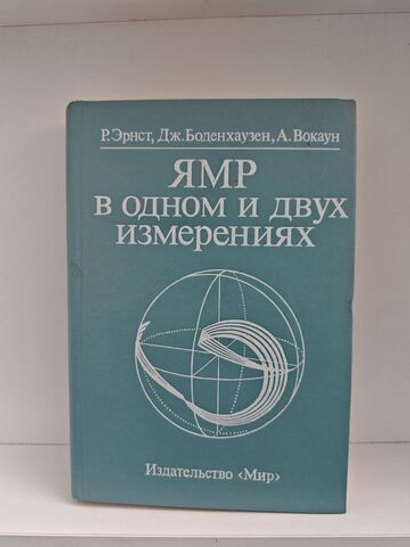 Р. Эрнст, Дж. Боденхаузен, А. Вокаун
ЯМР
в одном и двух
измерениях
Издательство ‹Мир›